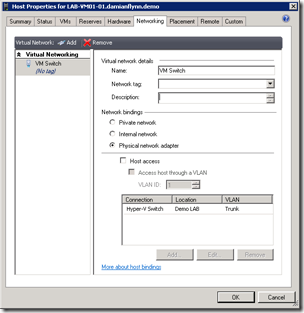 Host Properties for LAB-VM01-01.damianflynn.demo
Summary Status VMs Reserves Hardware Networking Placement Remote Custom
Virtual Network: Add Remove
Virtual Networking
VM Switch
(No tag)
Virtual network details
Name: VM Switch
Network tag:
Description:
Network bindings
Private network
Internal network
Physical network adapter
Host access
Access host through a VLAN
VLAN ID: 1
Connection Location VLAN
Hyper-V Switch Demo LAB Trunk
Add... Edit... Remove
More about host bindings
OK Cancel